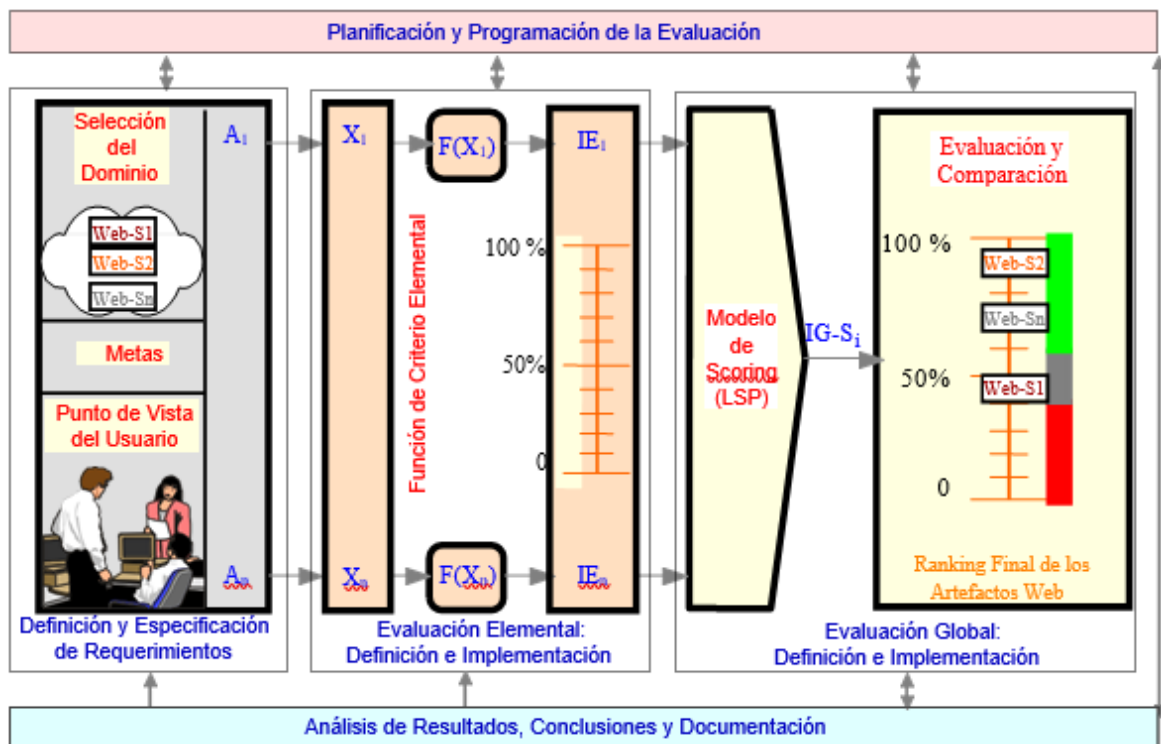 Planificación y Programación de la Evaluación
Selección
del
Dominio
Web-S1
Web-S2
Web-Sn
Metas
Punto de Vista
del Usuario
A1
An
Definición y Especificación
de Requerimientos
X1
Xn
F(X1)
F(Xn)
Función de Criterio Elemental
IE1
100 %
50%
0
IEn
Evaluación Elemental:
Definición e Implementación
Modelo
de
Scoring
(LSP)
IG-Si
Evaluación y
Comparación
100 %
50%
0
Web-S2
Web-Sn
Web-S1
Ranking Final de los
Artefactos Web
Evaluación Global:
Definición e Implementación
Análisis de Resultados, Conclusiones y Documentación